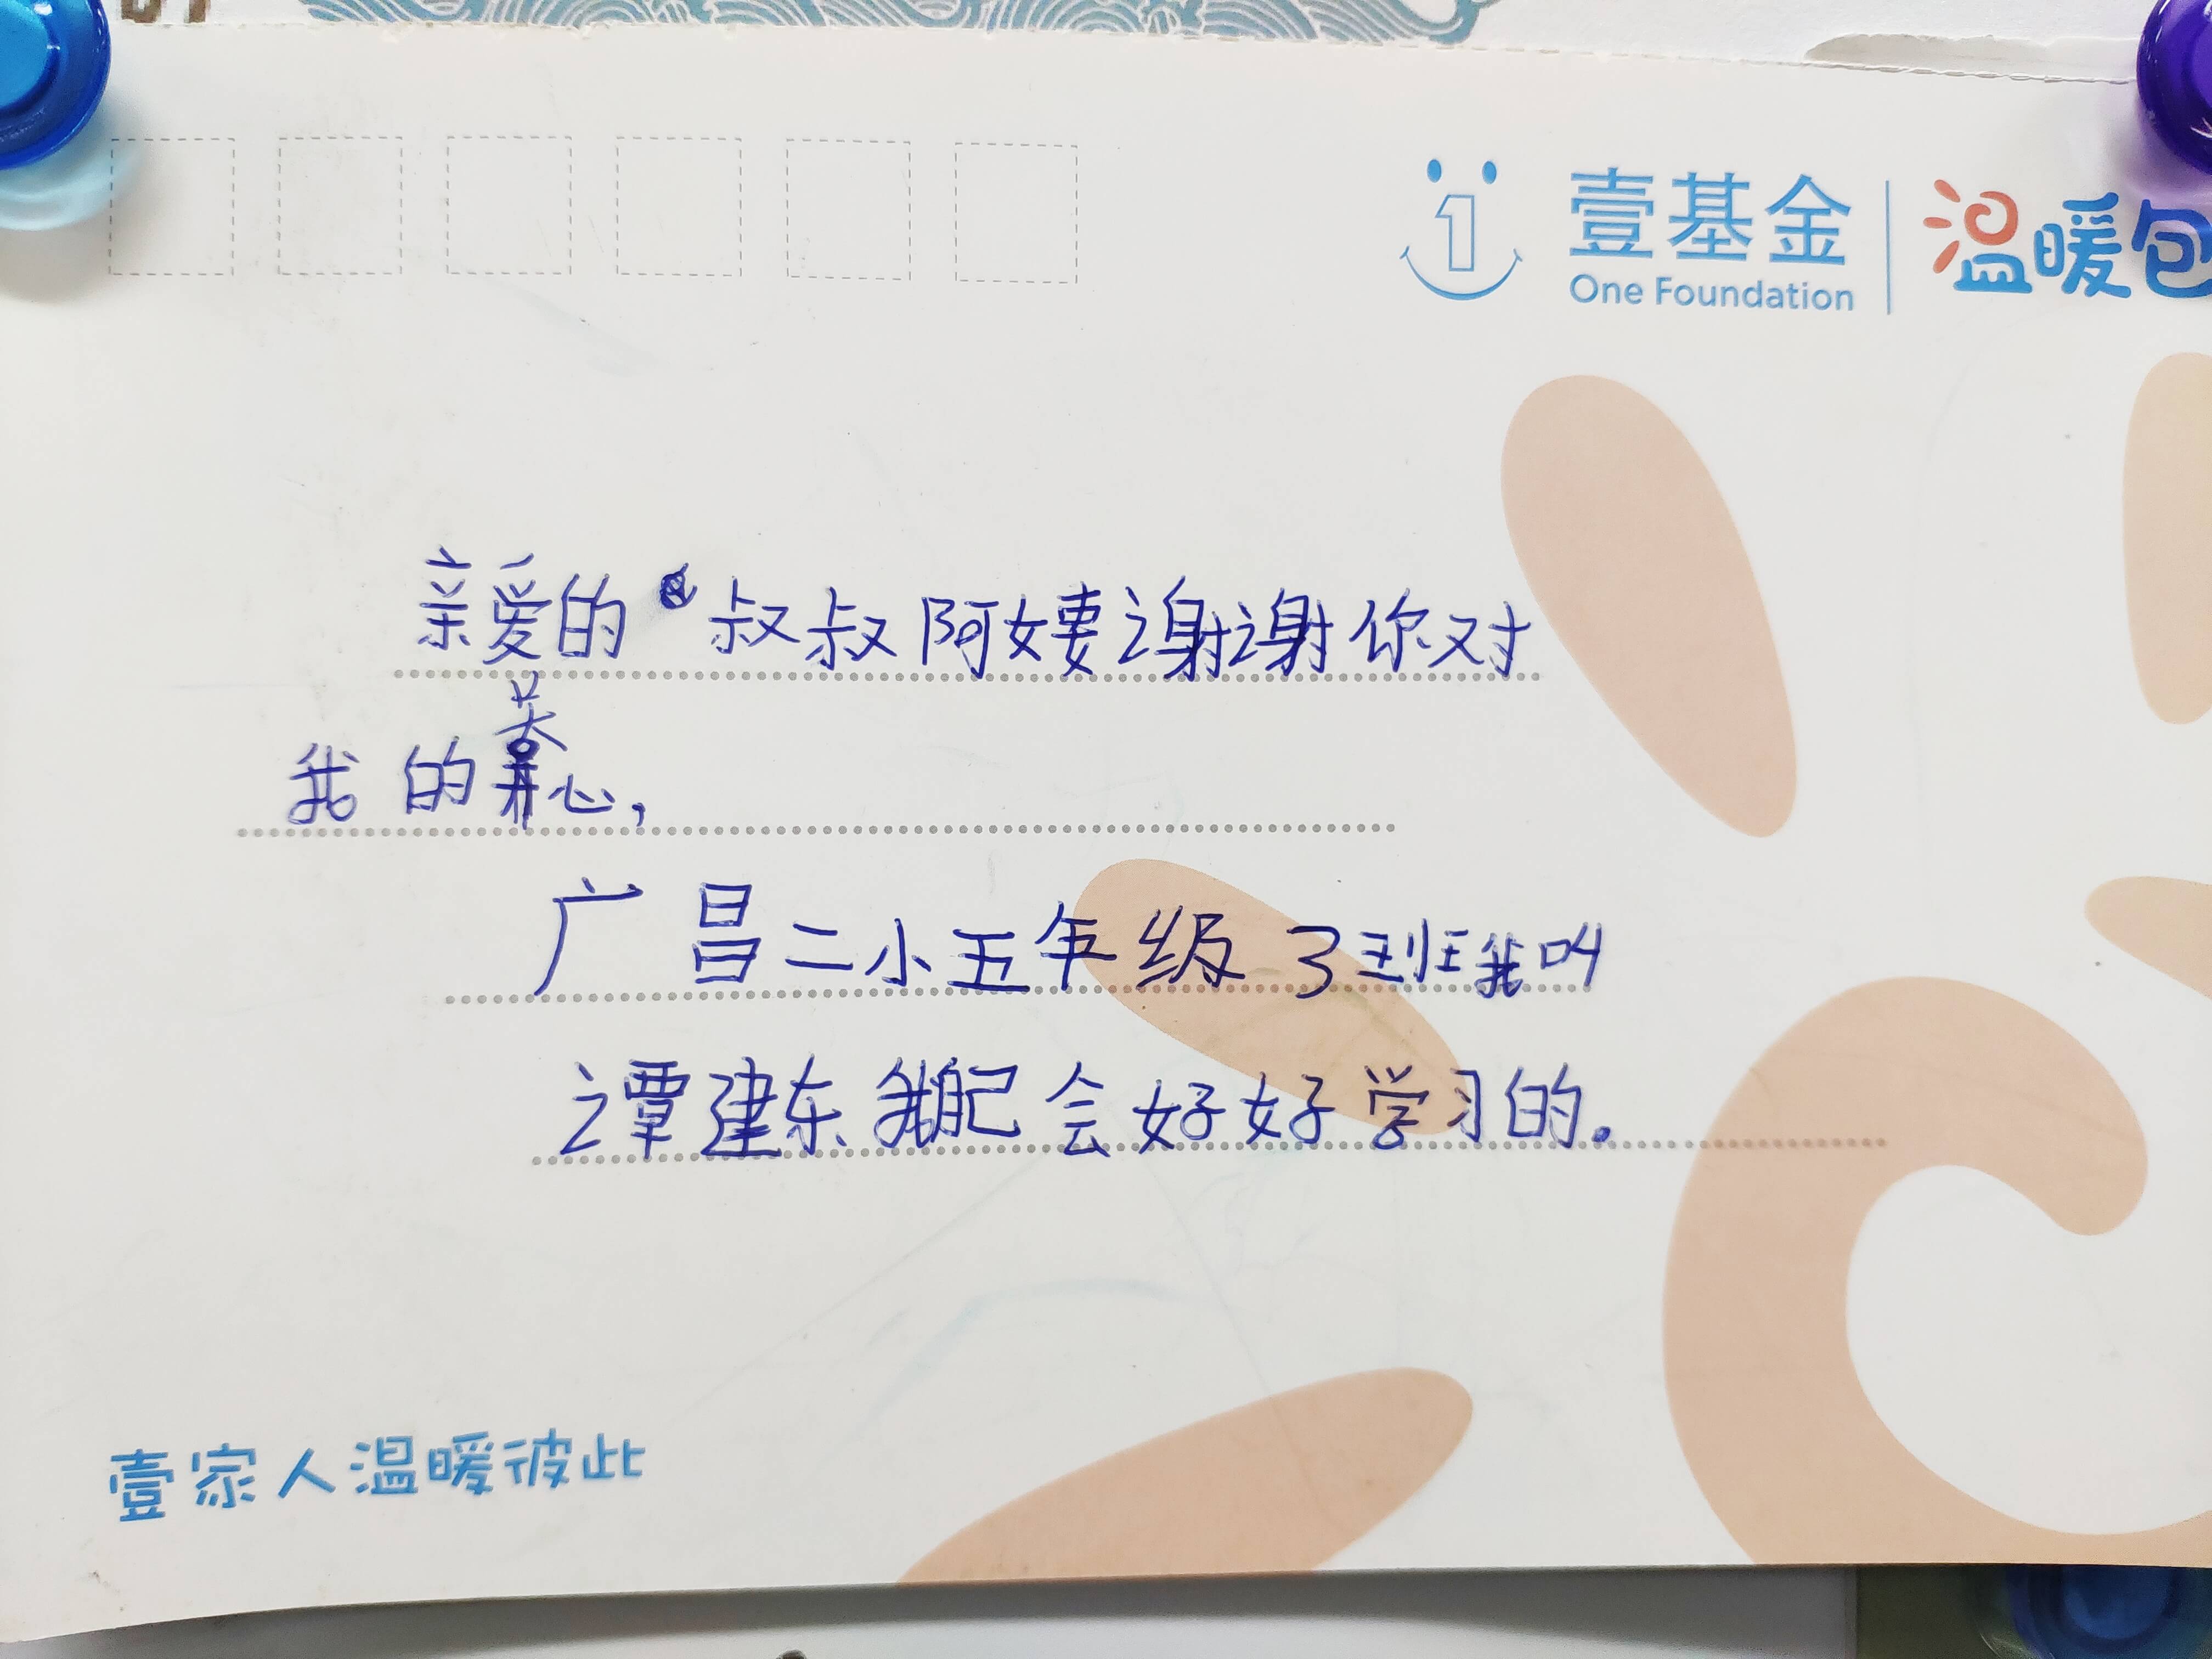 壹基金
One Foundation
温暖包
亲爱的叔叔阿姨谢谢你对
我的关心,
广昌二小五年级3班我叫
谭建东我会好好学习的.
壹家人温暖彼此